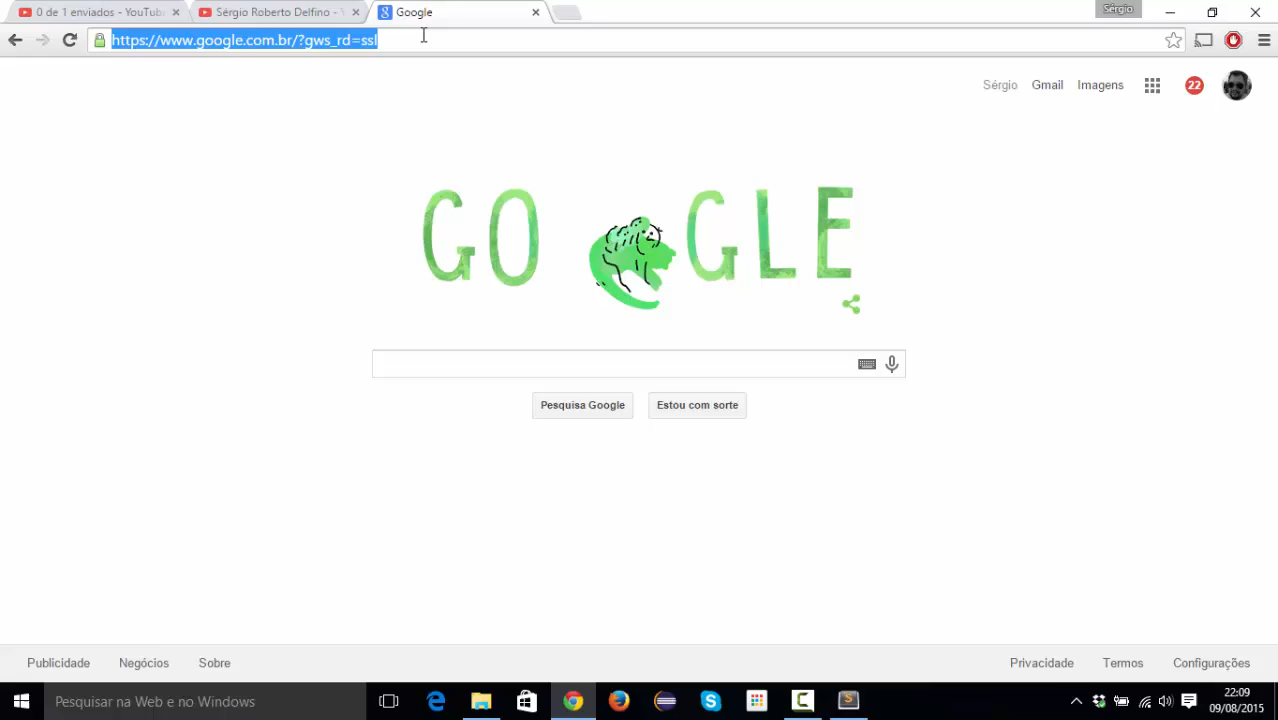 0 de 1 enviados - YouTub
Sérgio Roberto Delfino -
Google
Sérgio
https://www.google.com.br/?gws_rd=ssl
Sérgio
Gmail
Imagens
22
GO GLE
Pesquisa Google
Estou com sorte
Publicidade
Negócios
Sobre
Privacidade
Termos
Configurações
Pesquisar na Web e no Windows
22:09
09/08/2015